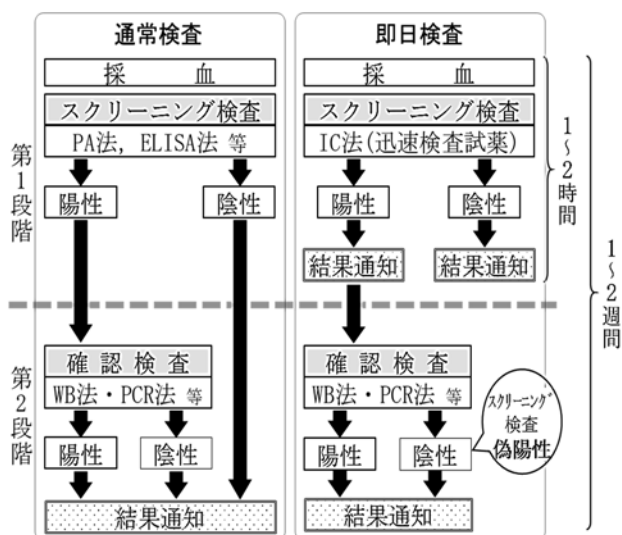 通常検査
採 血
スクリーニング検査
PA法, ELISA法 等
陽性
陰性
確 認 検 査
WB法・PCR法 等
陽性
陰性
結果通知
即日検査
採 血
スクリーニング検査
IC法(迅速検査試薬)
陽性
陰性
結果通知
結果通知
確 認 検 査
WB法・PCR法 等
陽性
陰性
スクリーニング
検査
偽陽性
結果通知
第1段階
第2段階
1~2時間
1~2週間